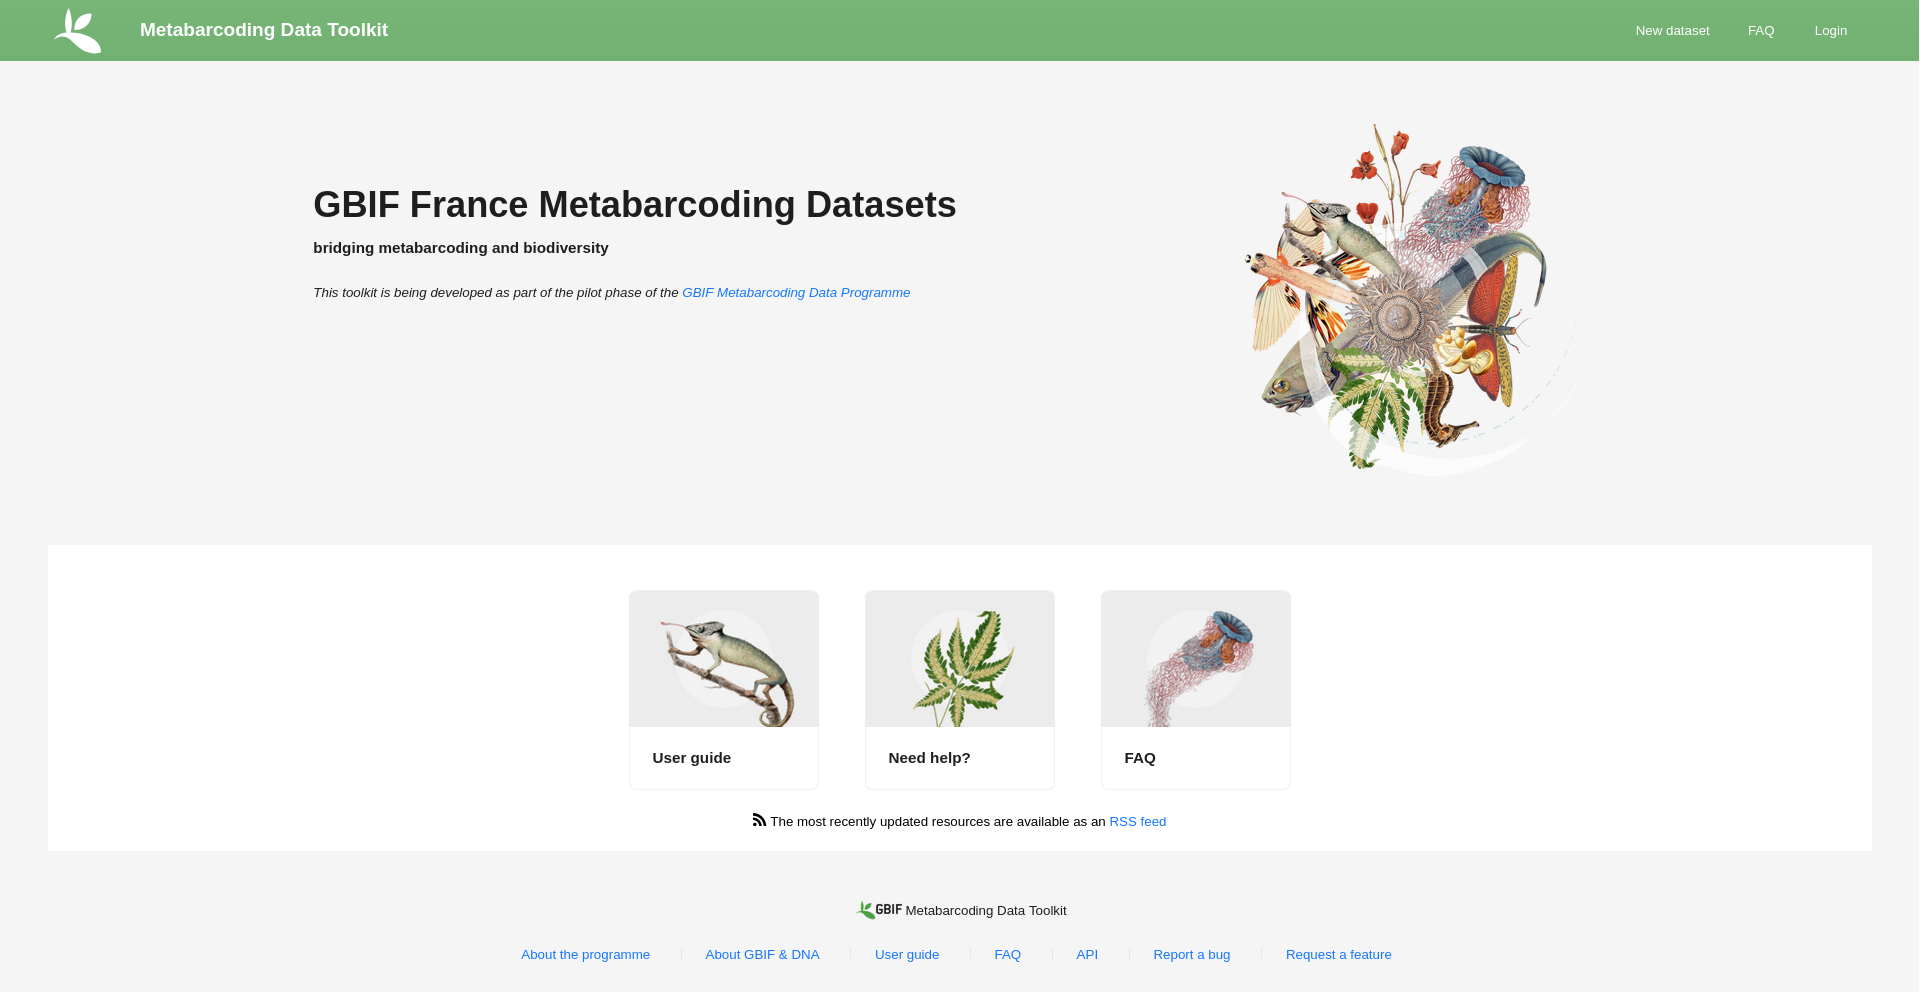 Metabarcoding Data Toolkit
New dataset
FAQ
Login
GBIF France Metabarcoding Datasets
bridging metabarcoding and biodiversity
This toolkit is being developed as part of the pilot phase of the GBIF Metabarcoding Data Programme
User guide
Need help?
FAQ
The most recently updated resources are available as an RSS feed
GBIF Metabarcoding Data Toolkit
About the programme
About GBIF & DNA
User guide
FAQ
API
Report a bug
Request a feature